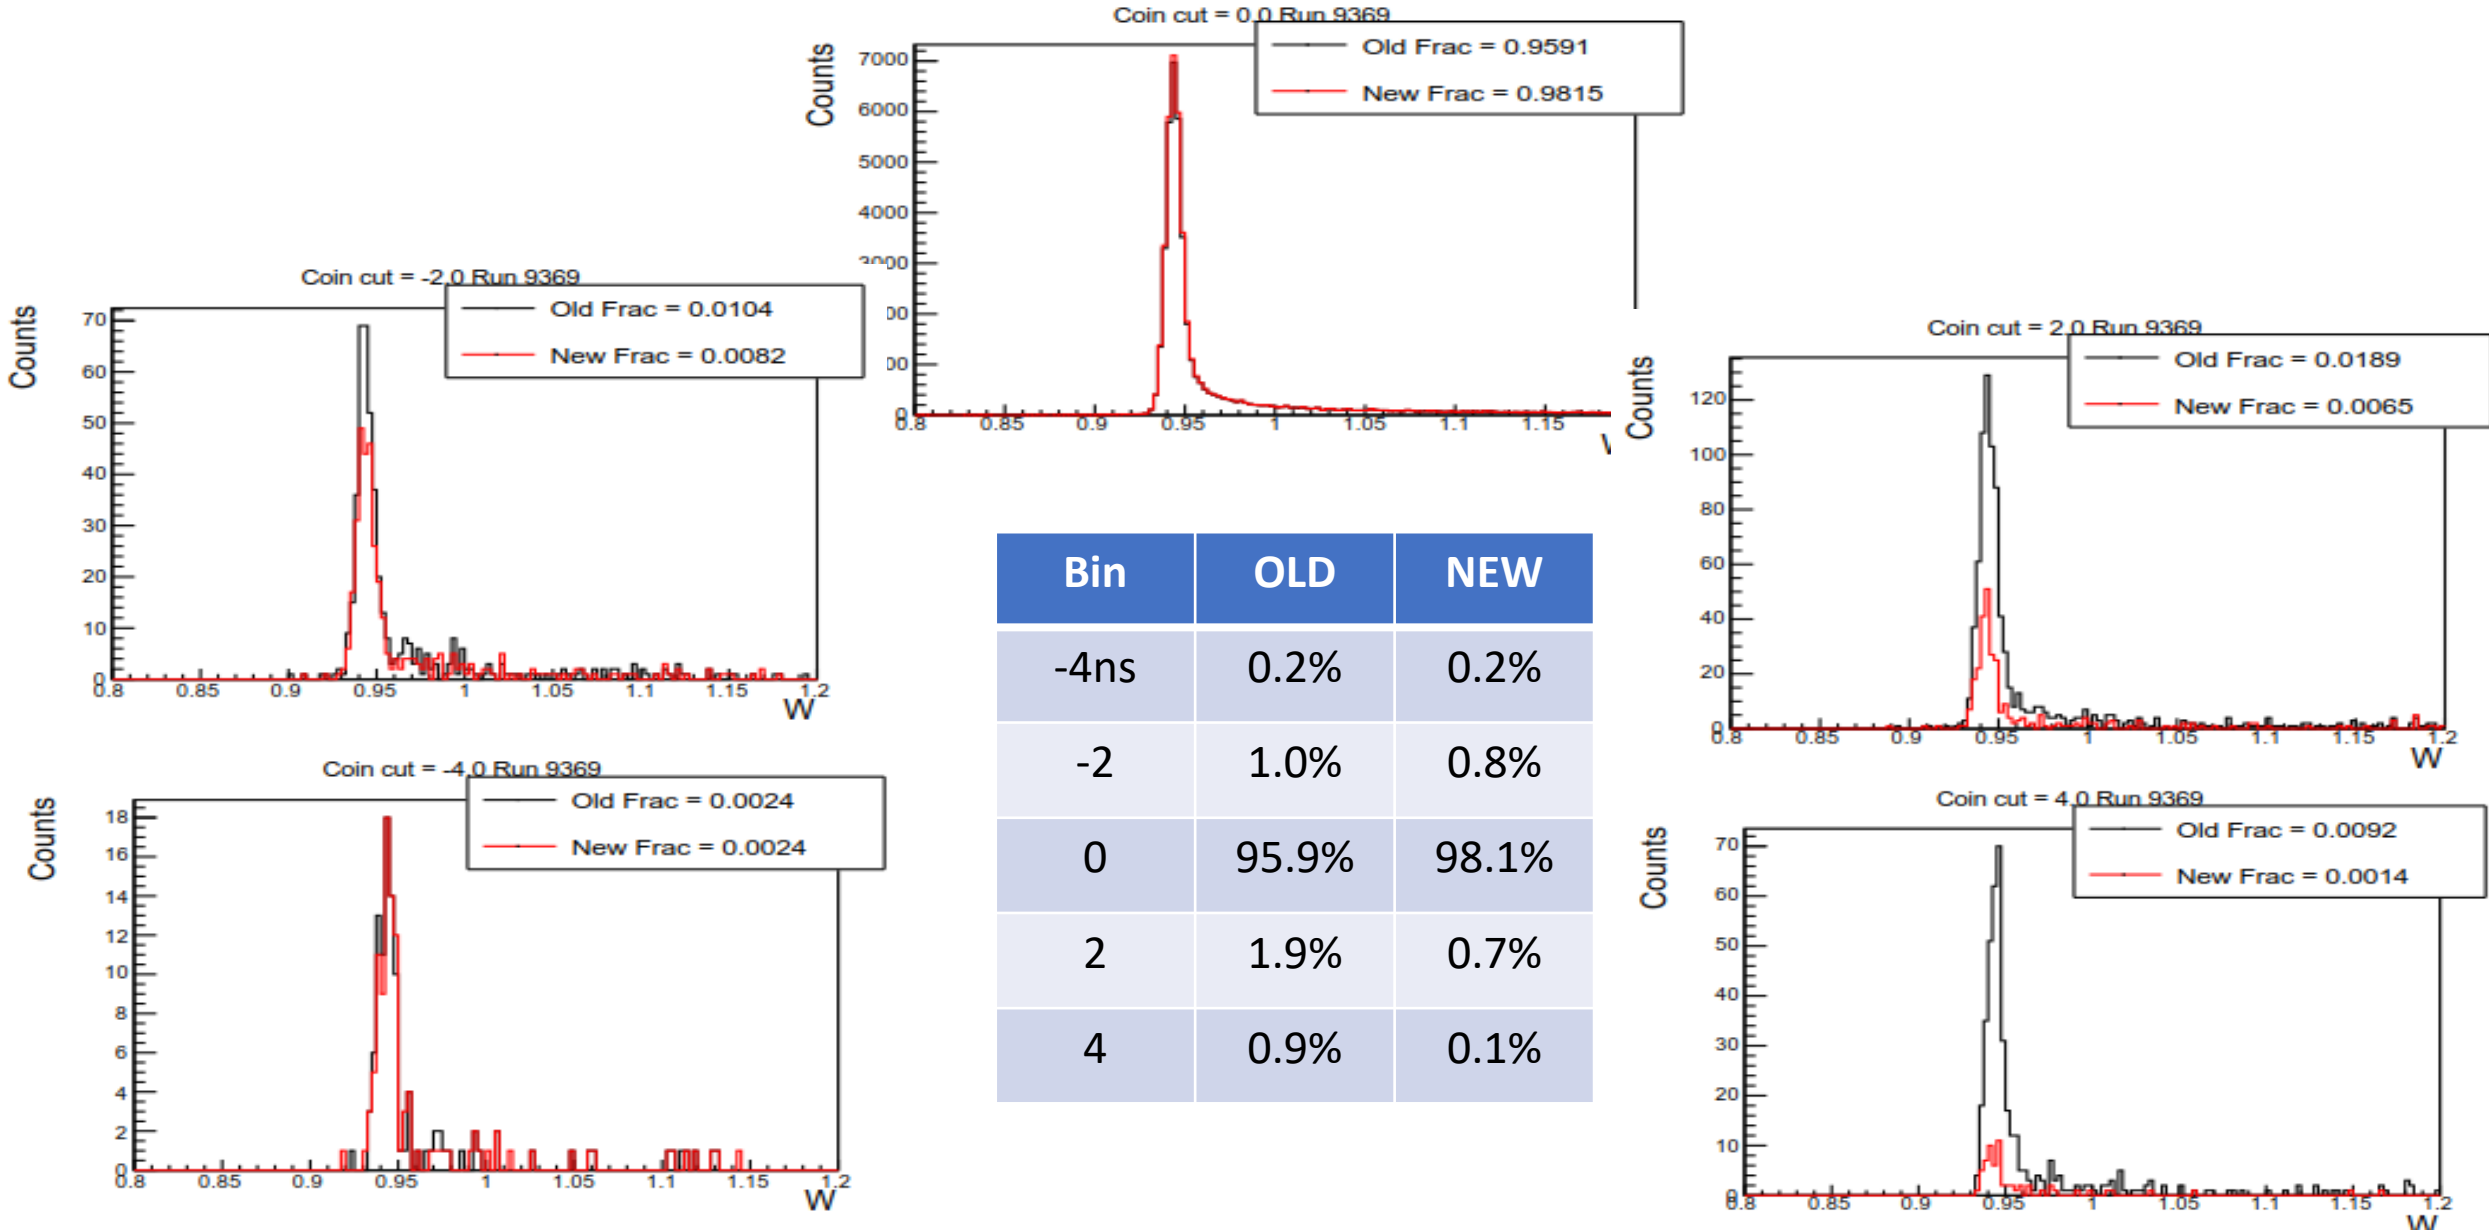 Coin cut = 0.0 Run 9369
Old Frac = 0.9591
New Frac = 0.9815
Counts
7000
6000
5000
4000
3000
00
00
0
0.8
0.85
0.9
0.95
1
1.05
1.1
1.15
Coin cut = -2.0 Run 9369
Old Frac = 0.0104
New Frac = 0.0082
Counts
70
60
50
40
30
20
10
0
0.8
0.85
0.9
0.95
1
1.05
1.1
1.15
1.2
W
Coin cut = 2.0 Run 9369
Old Frac = 0.0189
New Frac = 0.0065
Counts
120
100
80
60
40
20
0
0.8
0.85
0.9
0.95
1
1.05
1.1
1.15
1.2
W
Bin OLD NEW
-4ns 0.2% 0.2%
-2 1.0% 0.8%
0 95.9% 98.1%
2 1.9% 0.7%
4 0.9% 0.1%
Coin cut = -4.0 Run 9369
Old Frac = 0.0024
New Frac = 0.0024
Counts
18
16
14
12
10
8
6
4
2
0
0.8
0.85
0.9
0.95
1
1.05
1.1
1.15
1.2
W
Coin cut = 4.0 Run 9369
Old Frac = 0.0092
New Frac = 0.0014
Counts
70
60
50
40
30
20
10
0
0.8
0.85
0.9
0.95
1
1.05
1.1
1.15
1.2
W